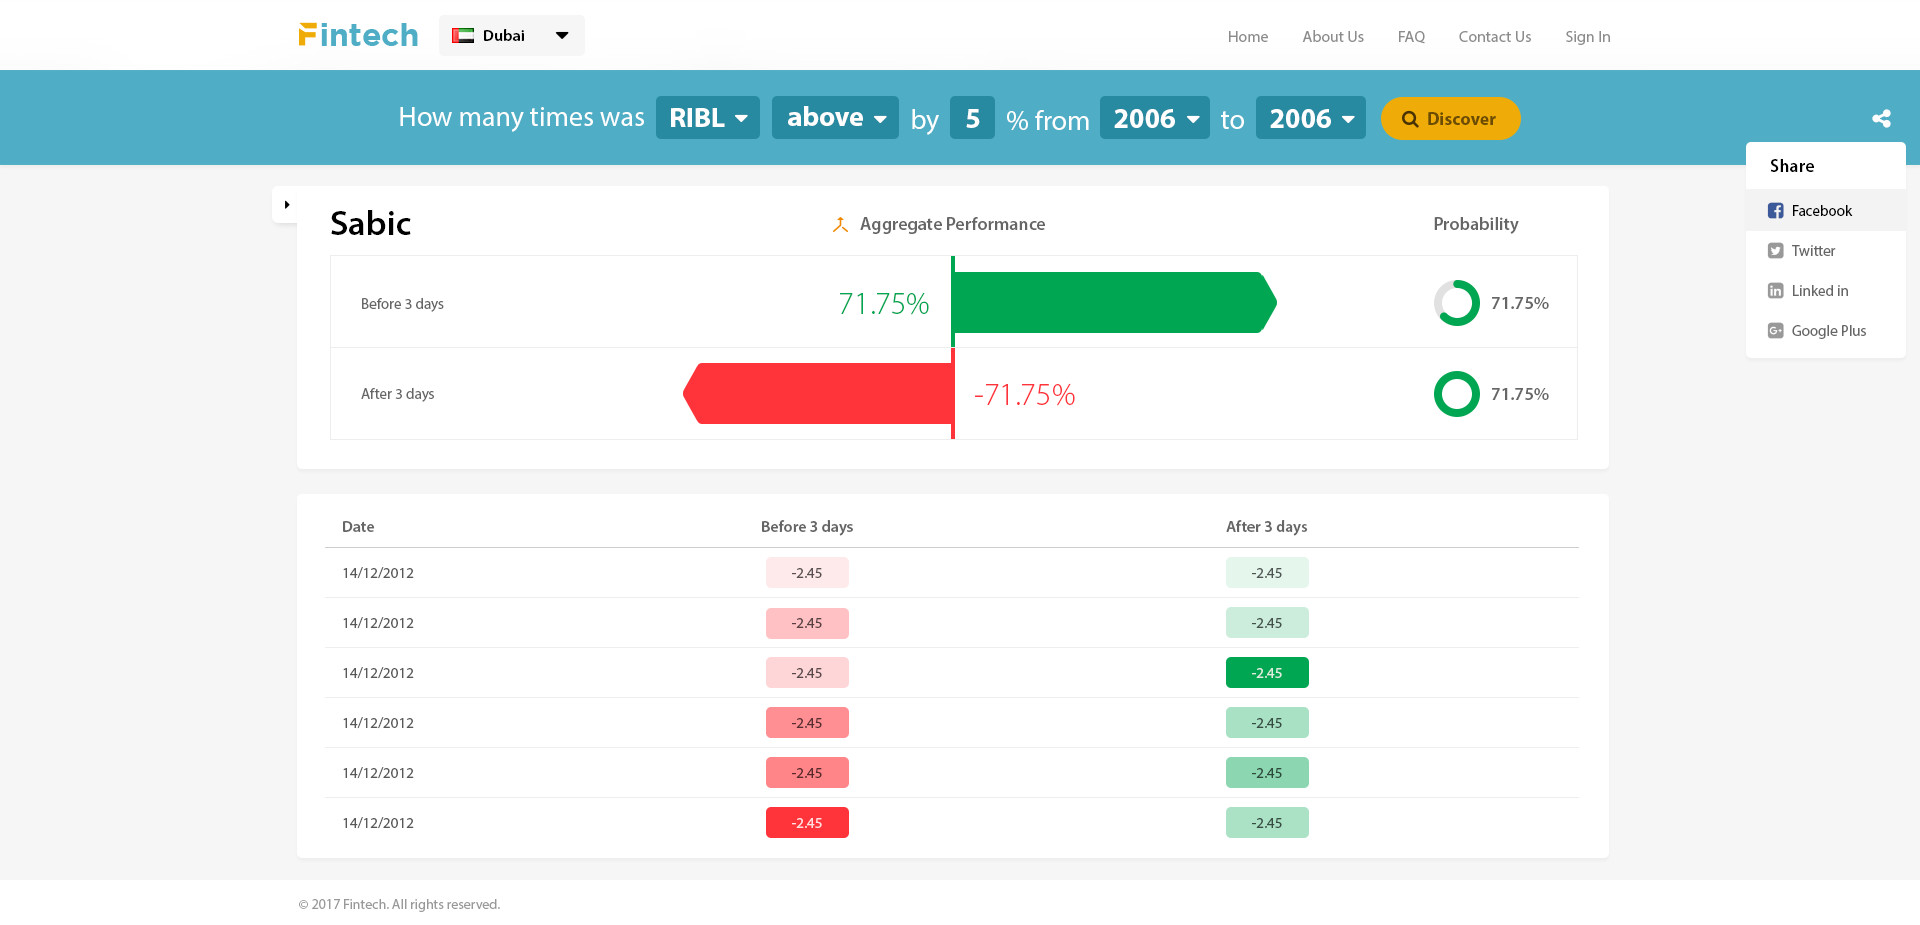 Fintech
Dubai
Home About Us FAQ Contact Us Sign In
How many times was RIBL above by 5 % from 2006 to 2006 Discover
Share
Facebook
Twitter
Linked in
Google Plus
Sabic Aggregate Performance Probability
Before 3 days 71.75% 71.75%
After 3 days -71.75% 71.75%
Date Before 3 days After 3 days
14/12/2012 -2.45 -2.45
14/12/2012 -2.45 -2.45
14/12/2012 -2.45 -2.45
14/12/2012 -2.45 -2.45
14/12/2012 -2.45 -2.45
14/12/2012 -2.45 -2.45
© 2017 Fintech. All rights reserved.